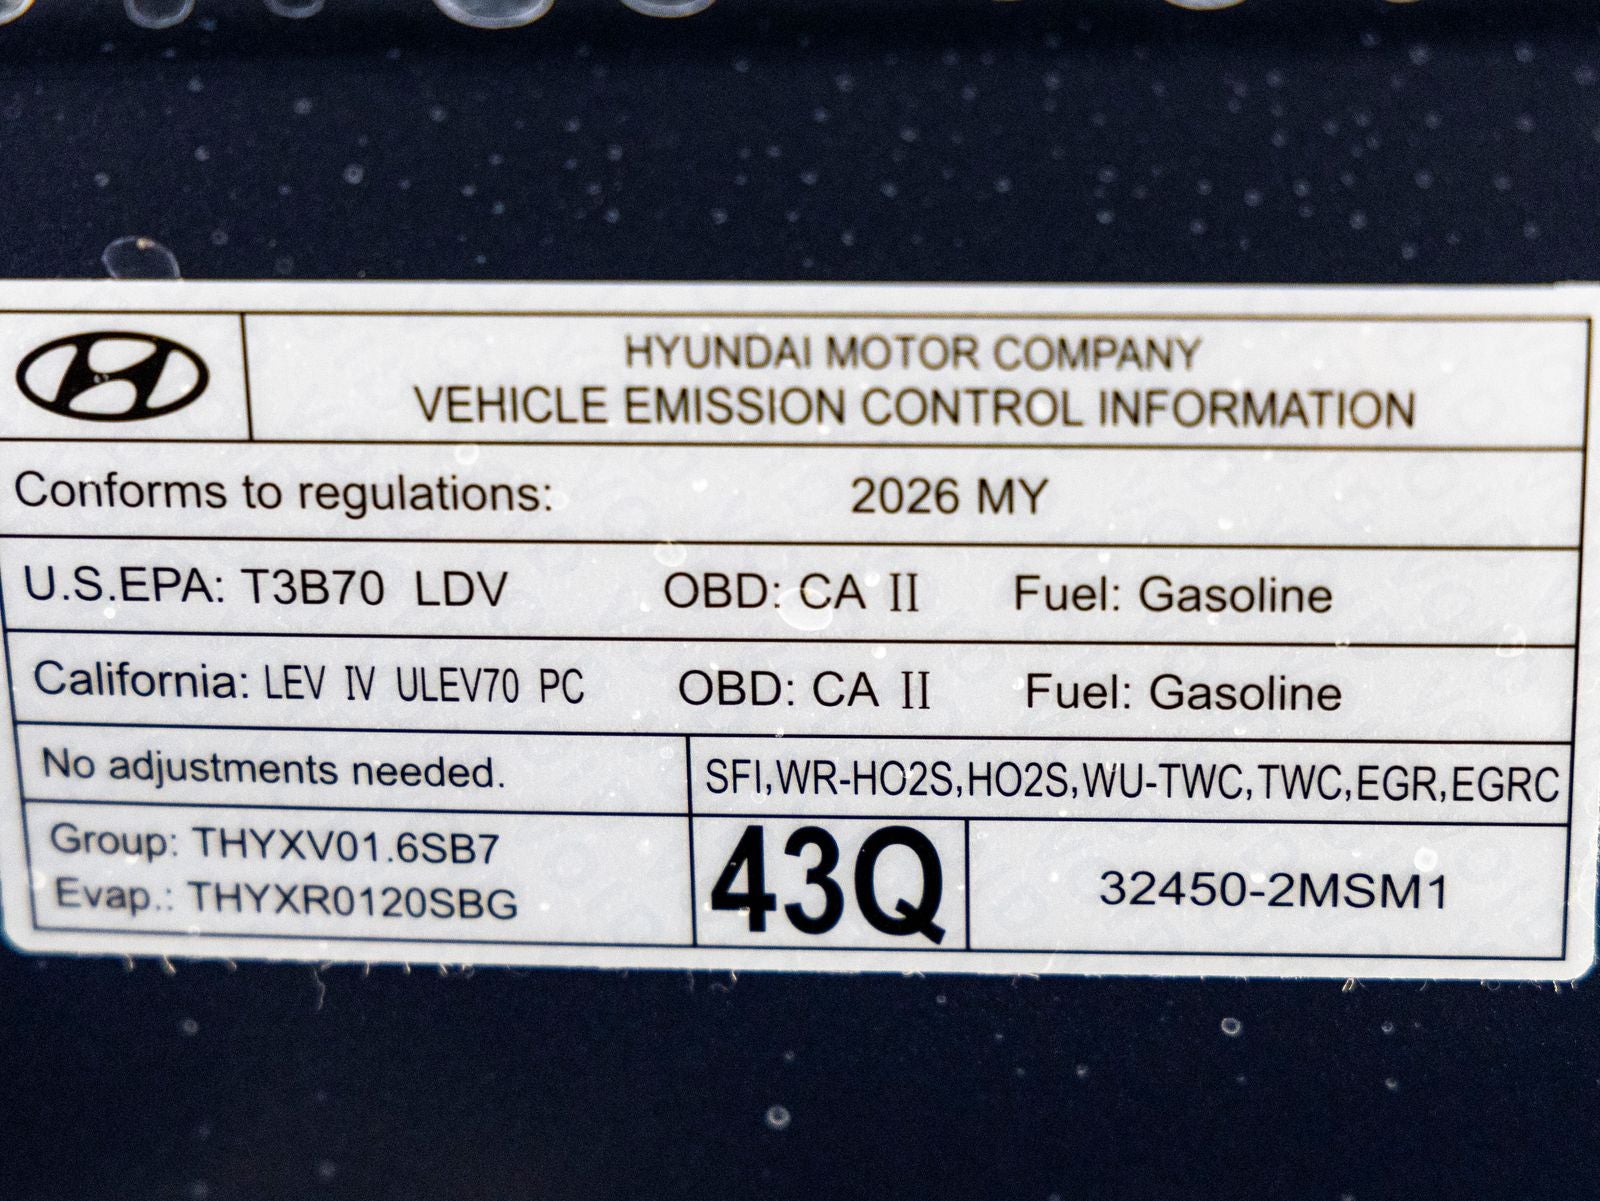 HYUNDAI MOTOR COMPANY
VEHICLE EMISSION CONTROL INFORMATION
Conforms to regulations: 2026 MY
U.S.EPA: T3B70 LDV OBD: CA II Fuel: Gasoline
California: LEV IV ULEV70 PC OBD: CA II Fuel: Gasoline
No adjustments needed. SFI,WR-HO2S,HO2S,WU-TWC,TWC,EGR,EGRC
Group: THYXV01.6SB7
Evap.: THYXR0120SBG
43Q 32450-2MSM1